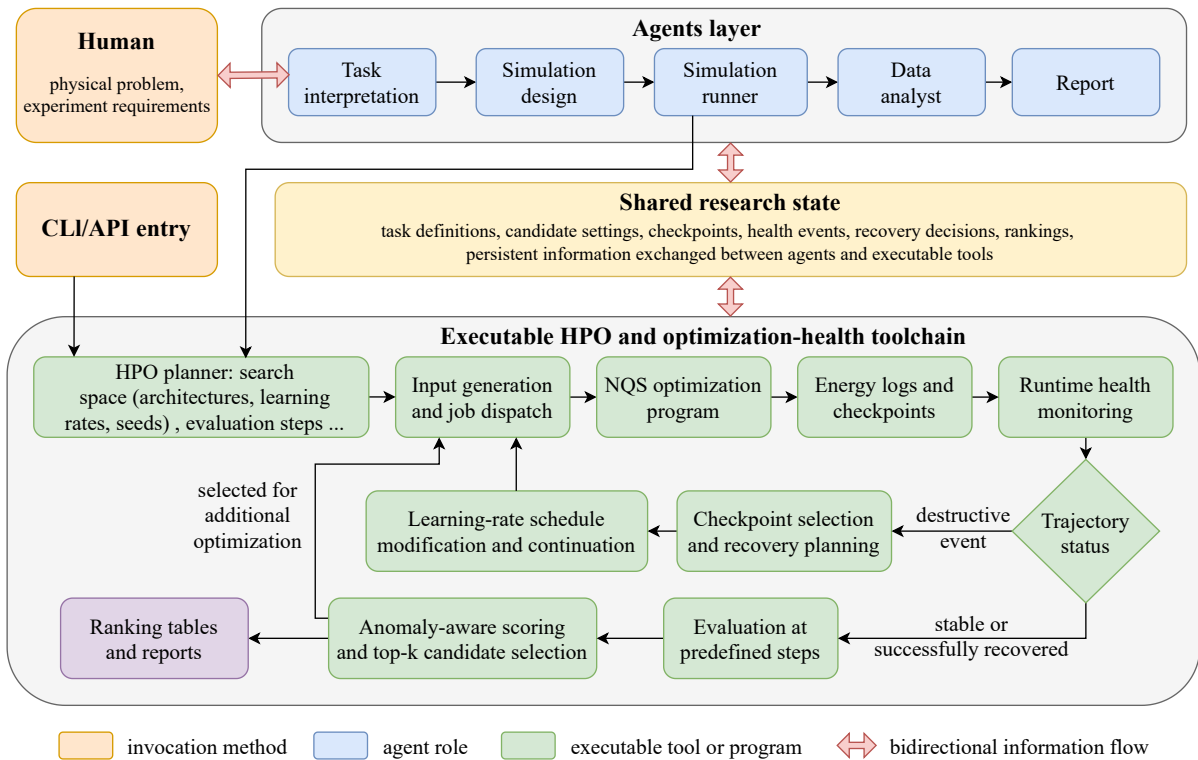 Human
physical problem,
experiment requirements
Agents layer
Task
interpretation
Simulation
design
Simulation
runner
Data
analyst
Report
CLI/API entry
Shared research state
task definitions, candidate settings, checkpoints, health events, recovery decisions, rankings,
persistent information exchanged between agents and executable tools
Executable HPO and optimization-health toolchain
HPO planner: search
space (architectures, learning
rates, seeds) , evaluation steps ...
Input generation
and job dispatch
NQS optimization
program
Energy logs and
checkpoints
Runtime health
monitoring
selected for
additional
optimization
Learning-rate schedule
modification and continuation
Checkpoint selection
and recovery planning
destructive
event
Trajectory
status
Ranking tables
and reports
Anomaly-aware scoring
and top-k candidate selection
Evaluation at
predefined steps
stable or
successfully recovered
invocation method
agent role
executable tool or program
bidirectional information flow